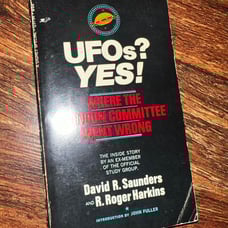 UFOs?
YES!
WHERE THE
CONDON COMMITTEE
WENT WRONG
THE INSIDE STORY
BY AN EX-MEMBER
OF THE OFFICIAL
STUDY GROUP.
David R. Saunders
AND R. Roger Harkins
INTRODUCTION BY JOHN FULLER